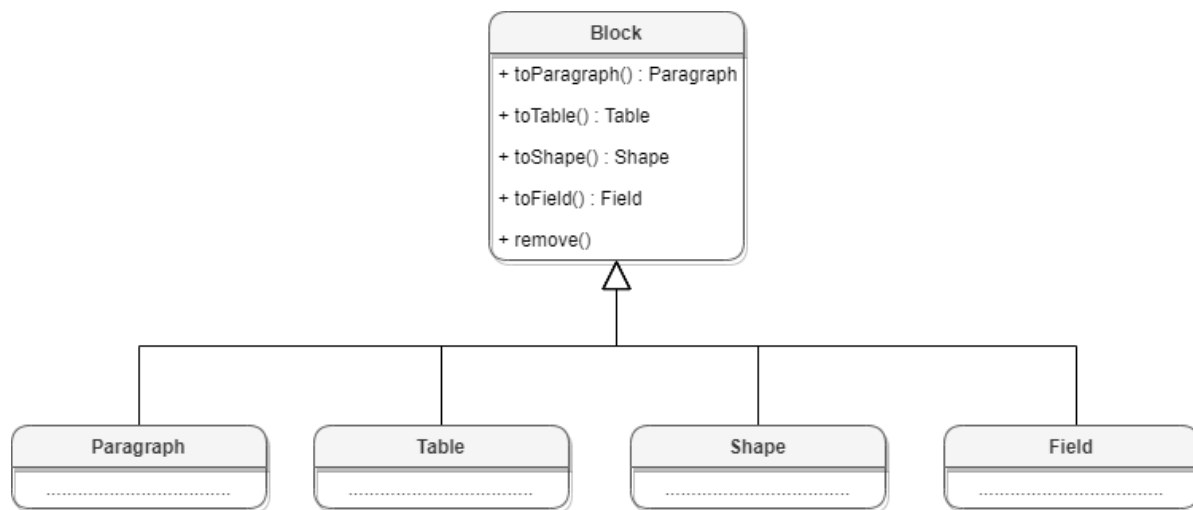 Block
+ toParagraph() : Paragraph
+ toTable() : Table
+ toShape() : Shape
+ toField() : Field
+ remove()
Paragraph
Table
Shape
Field